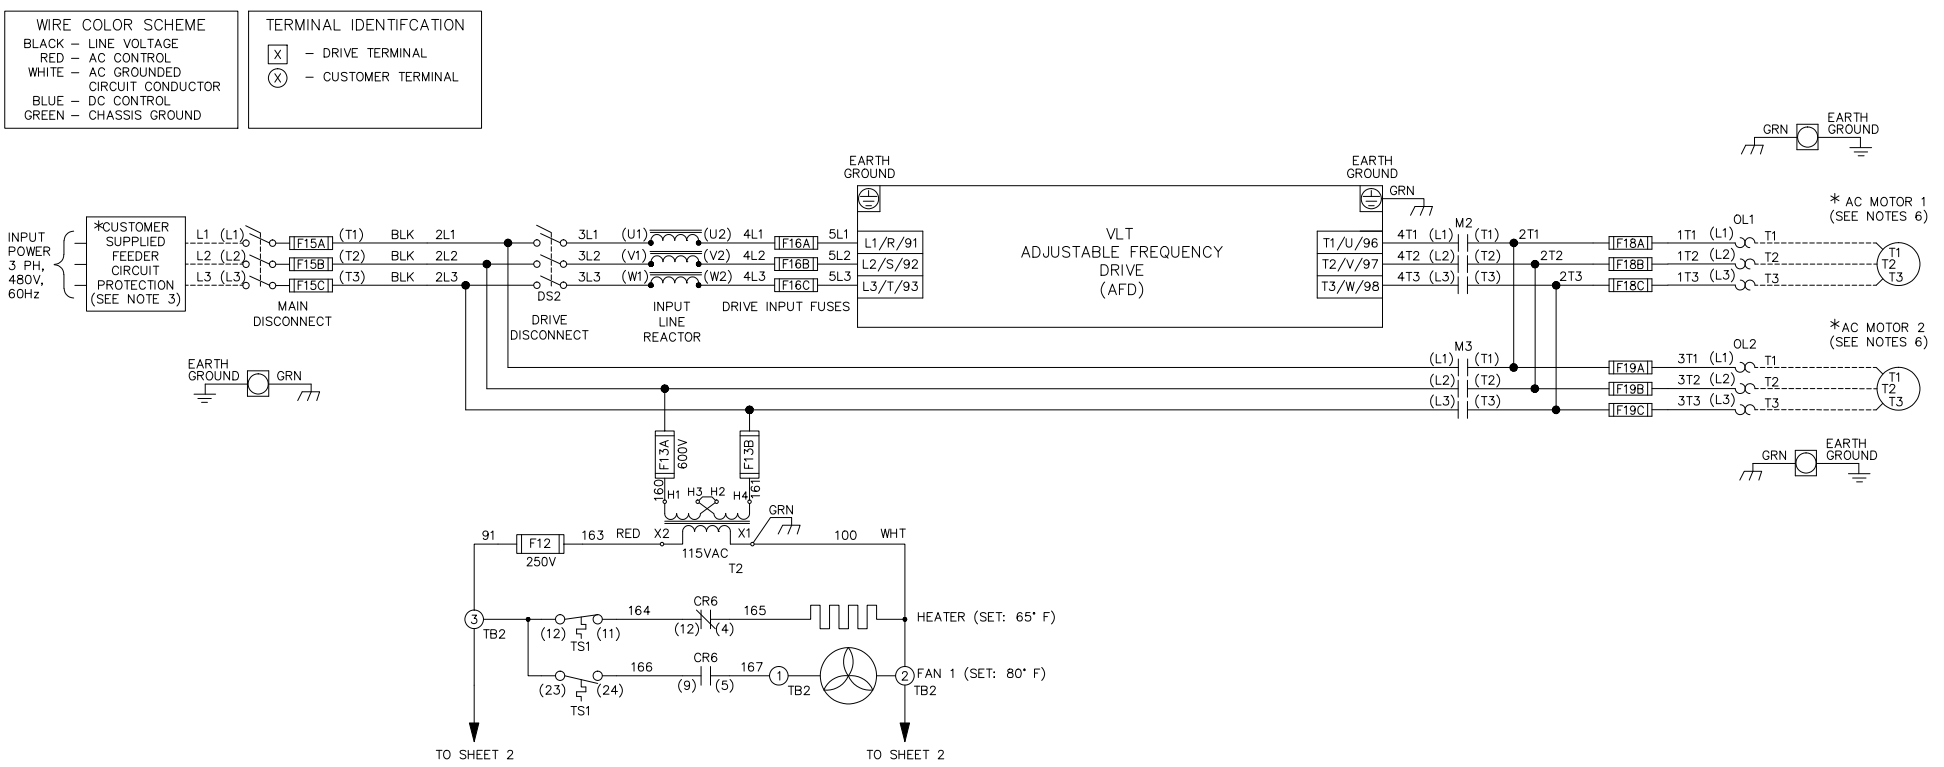 WIRE COLOR SCHEME
BLACK – LINE VOLTAGE
RED – AC CONTROL
WHITE – AC GROUNDED
CIRCUIT CONDUCTOR
BLUE – DC CONTROL
GREEN – CHASSIS GROUND
TERMINAL IDENTIFCATION
X – DRIVE TERMINAL
X – CUSTOMER TERMINAL
GRN
EARTH
GROUND
EARTH
GROUND
EARTH
GROUND
GRN
INPUT
POWER
3 PH,
480V,
60Hz
*CUSTOMER
SUPPLIED
FEEDER
CIRCUIT
PROTECTION
(SEE NOTE 3)
L1 (L1) F15A (T1) BLK 2L1 3L1 (U1) (U2) 4L1 F16A 5L1 L1/R/91
L2 (L2) F15B (T2) BLK 2L2 3L2 (V1) (V2) 4L2 F16B 5L2 L2/S/92
L3 (L3) F15C (T3) BLK 2L3 3L3 (W1) (W2) 4L3 F16C 5L3 L3/T/93
MAIN
DISCONNECT
DS2
DRIVE
DISCONNECT
INPUT
LINE
REACTOR
DRIVE INPUT FUSES
VLT
ADJUSTABLE FREQUENCY
DRIVE
(AFD)
M2
T1/U/96 4T1 (L1) (T1) 2T1 F18A 1T1 (L1) T1
T2/V/97 4T2 (L2) (T2) 2T2 F18B 1T2 (L2) T2
T3/W/98 4T3 (L3) (T3) 2T3 F18C 1T3 (L3) T3
OL1
* AC MOTOR 1
(SEE NOTES 6)
T1
T2
T3
EARTH
GROUND
GRN
M3
(L1) (T1) F19A 3T1 (L1) T1
(L2) (T2) F19B 3T2 (L2) T2
(L3) (T3) F19C 3T3 (L3) T3
OL2
*AC MOTOR 2
(SEE NOTES 6)
T1
T2
T3
GRN
EARTH
GROUND
F13A
600V
F13B
160
161
H1 H3 H2 H4
GRN
91 F12 163 RED X2 X1 100 WHT
250V
115VAC
T2
3
TB2
(12) (11)
TS1
164
CR6
(12) (4)
165
HEATER (SET: 65° F)
(23) (24)
TS1
166
CR6
(9) (5)
167
1
TB2
2
TB2
FAN 1 (SET: 80° F)
TO SHEET 2
TO SHEET 2